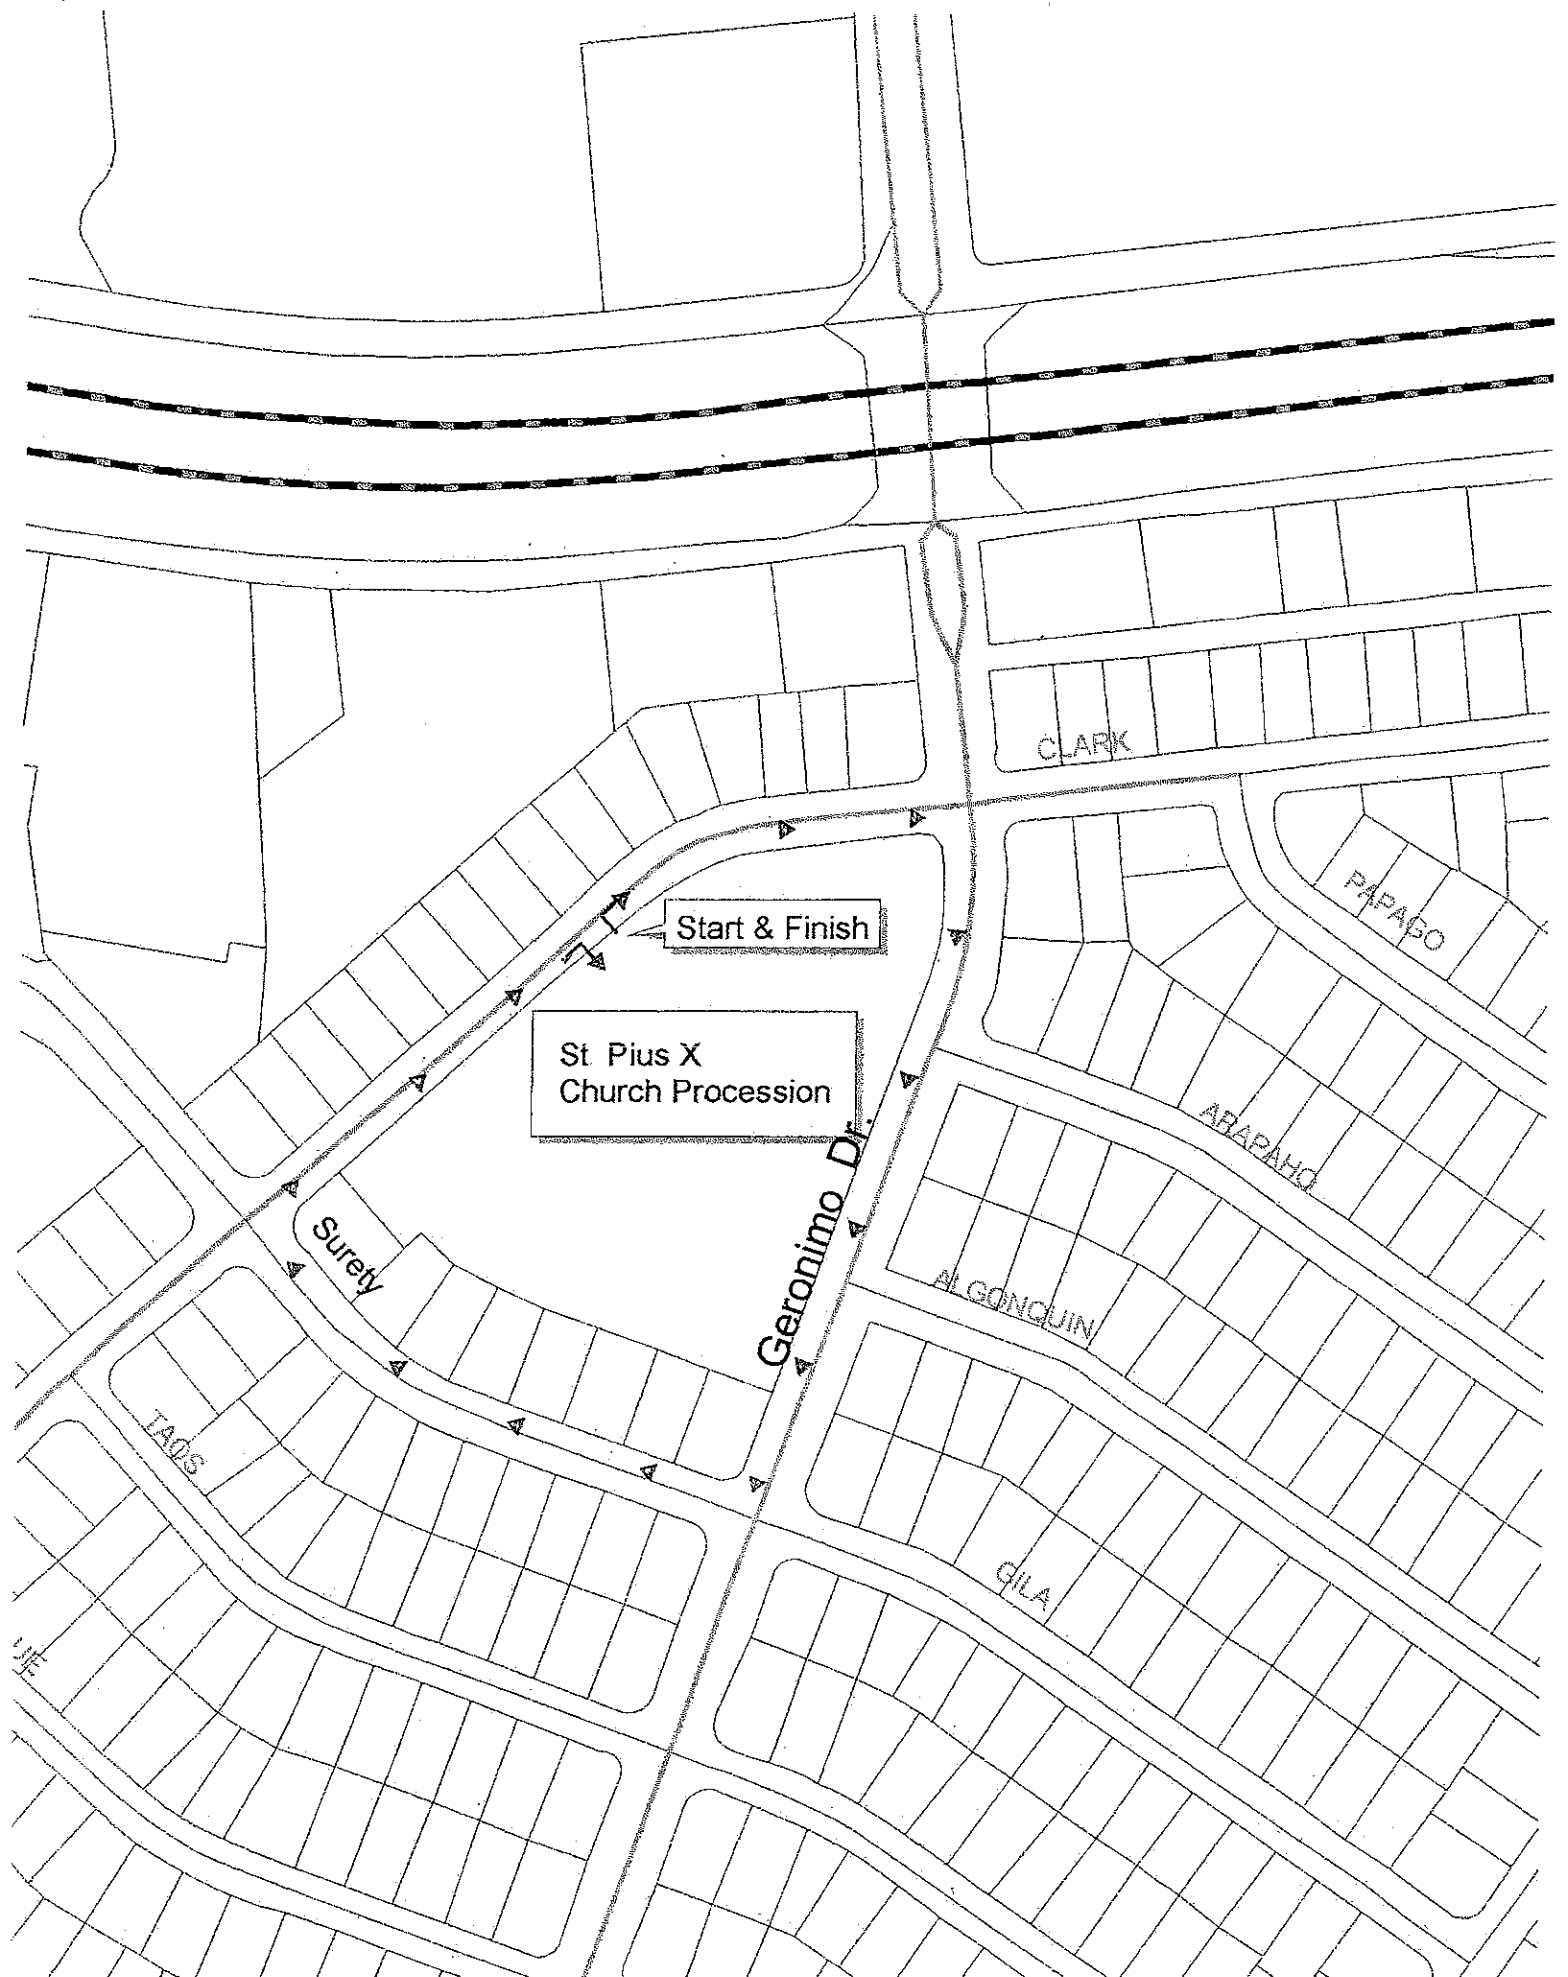 CLARK
PAPAGO
Start & Finish
St. Pius X
Church Procession
ARAPAHO
Geronimo Dr.
Surety
ALGONQUIN
TAOS
GILA